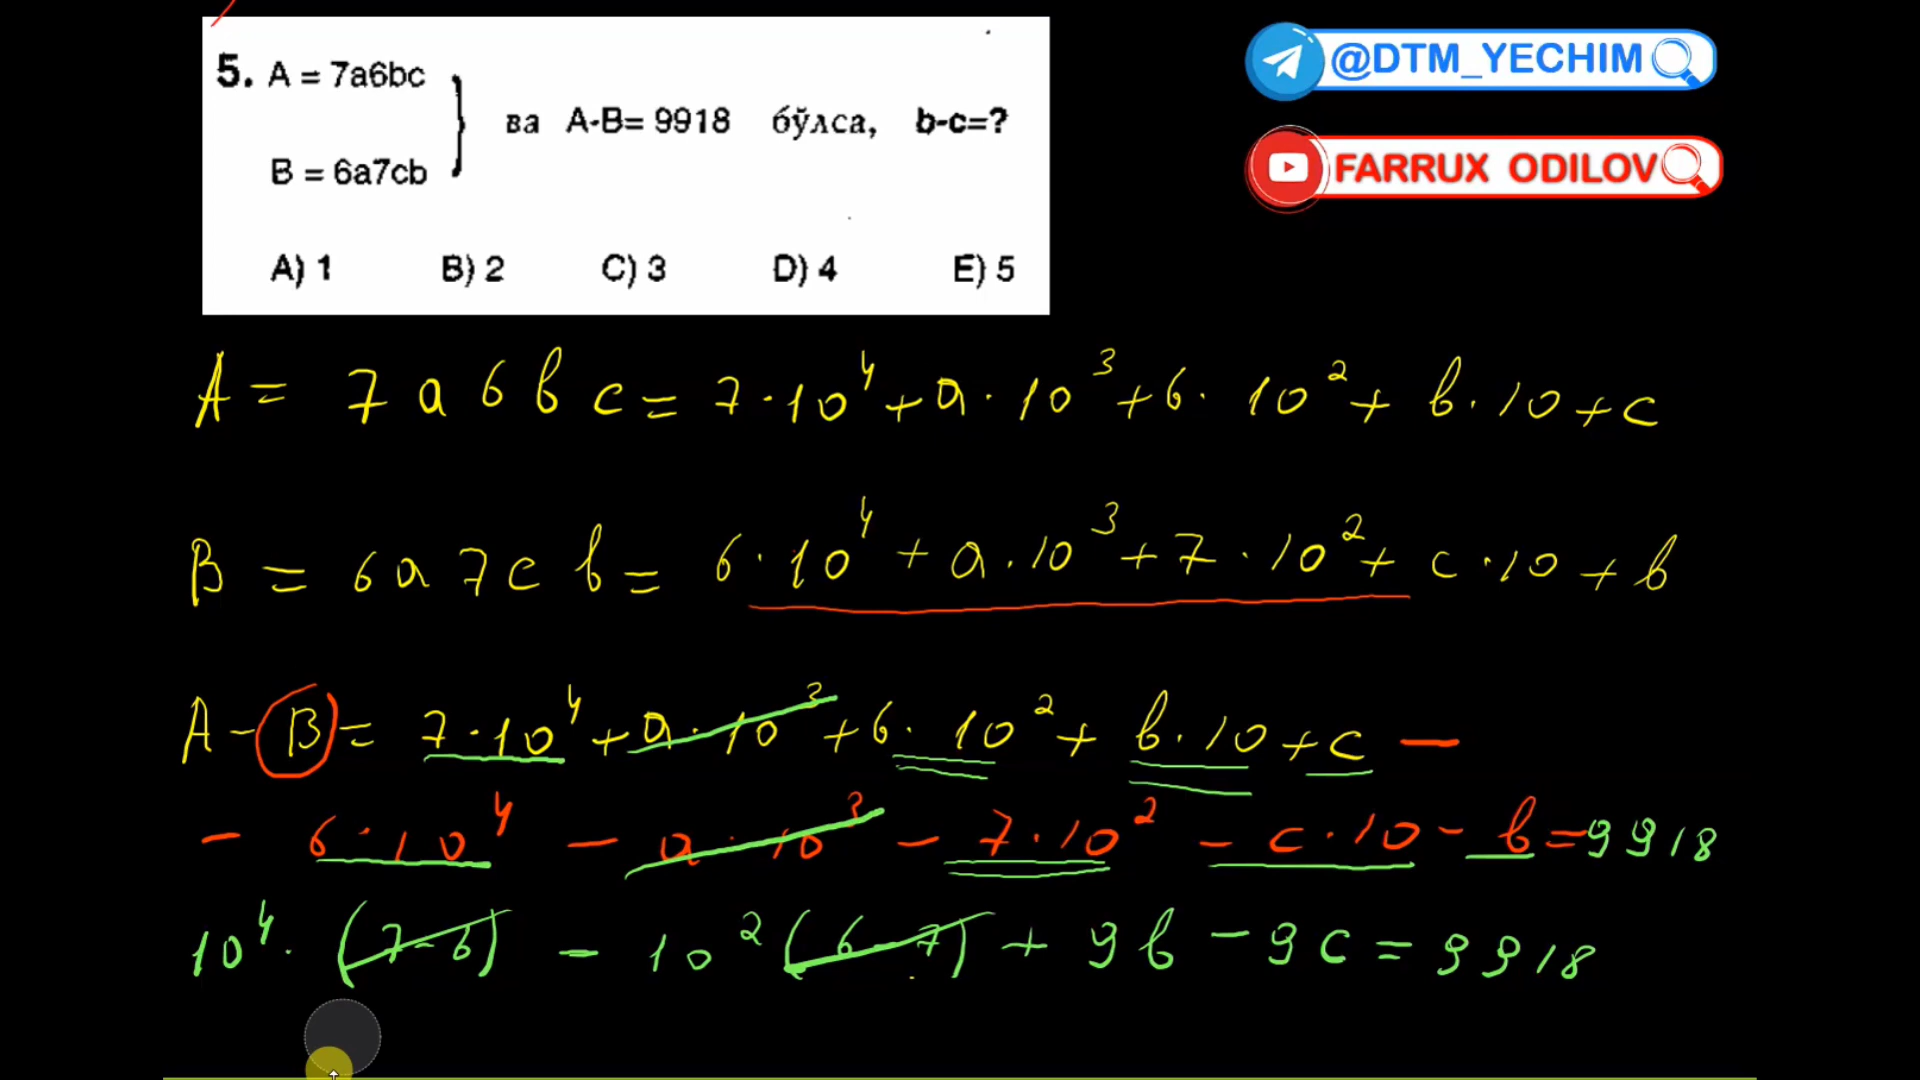 5. A = 7a6bc
B = 6a7cb
ва A-B= 9918 бўлса, b-c=?
A) 1 B) 2 C) 3 D) 4 E) 5
@DTM_YECHIM
FARRUX ODILOV
A = 7a6bc = 7·10⁴+a·10³+6·10²+b·10+c
B = 6a7cb = 6·10⁴+a·10³+7·10²+c·10+b
A-B = 7·10⁴+a·10³+6·10²+b·10+c-
- 6·10⁴ - a·10³ - 7·10² - c·10 - b = 9918
10⁴·(7-6) - 10²(6-7) + 9b - 9c = 9918